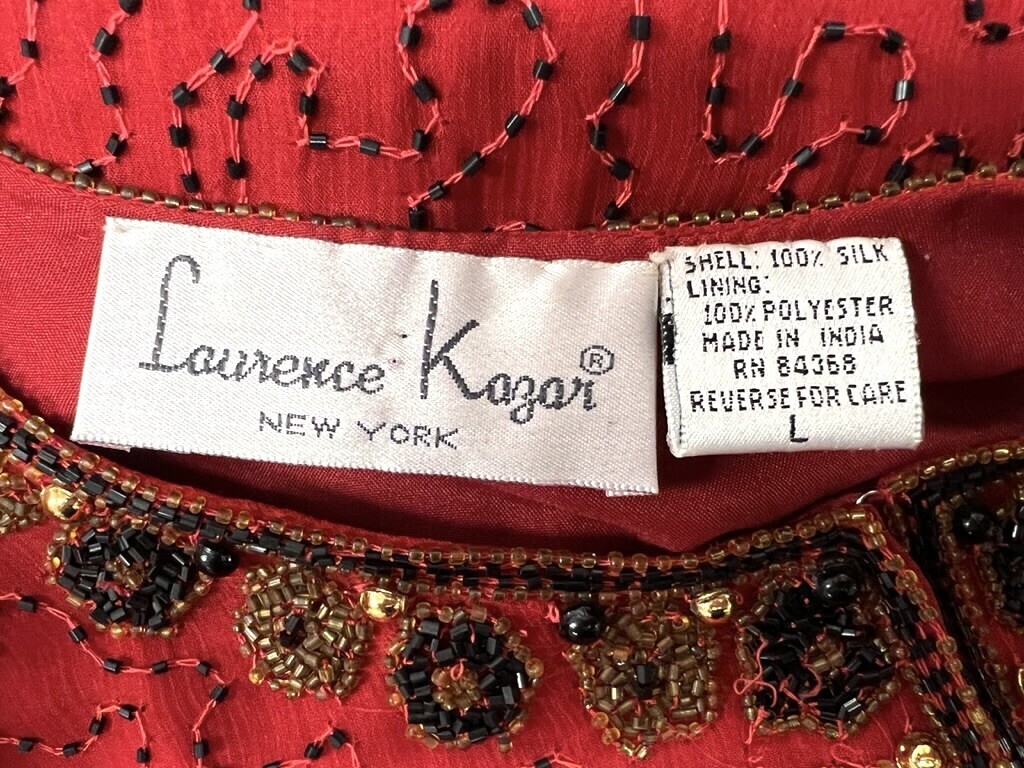 Laurence Kazar®
NEW YORK
SHELL: 100% SILK
LINING:
100% POLYESTER
MADE IN INDIA
RN 84368
REVERSE FOR CARE
L